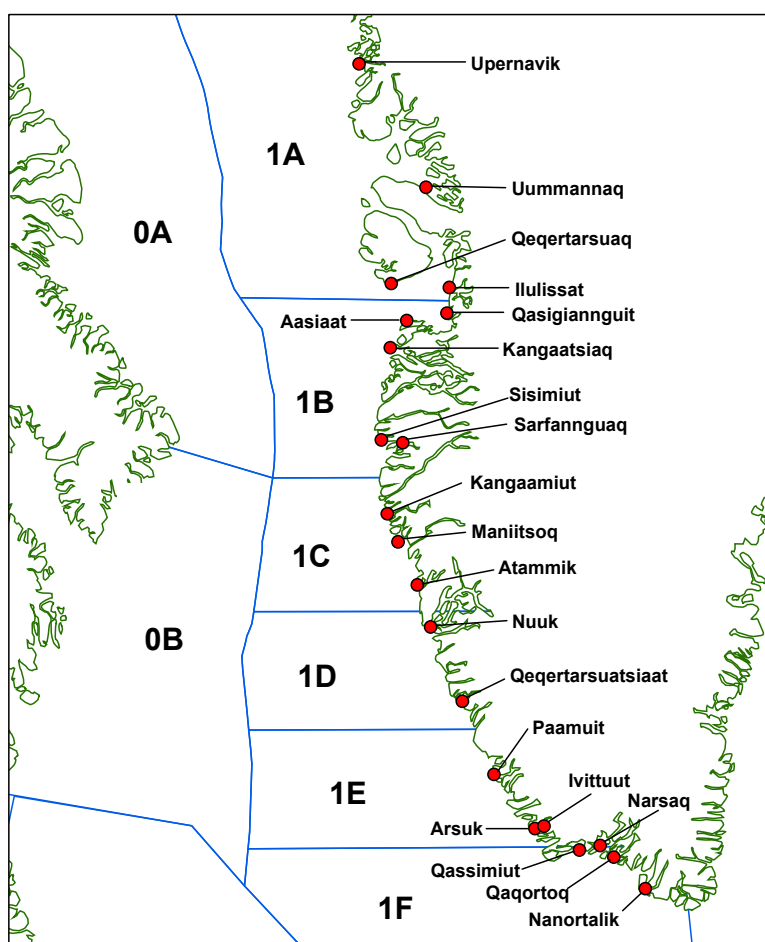 Upernavik
1A
Uummannaq
0A
Qeqertarsuaq
Ilulissat
Qasigiannguit
Aasiaat
Kangaatsiaq
1B
Sisimiut
Sarfannguaq
Kangaamiut
Maniitsoq
1C
Atammik
Nuuk
0B
1D
Qeqertarsuatsiaat
Paamuit
Ivittuut
1E
Narsaq
Arsuk
Qassimiut
Qaqortoq
1F
Nanortalik